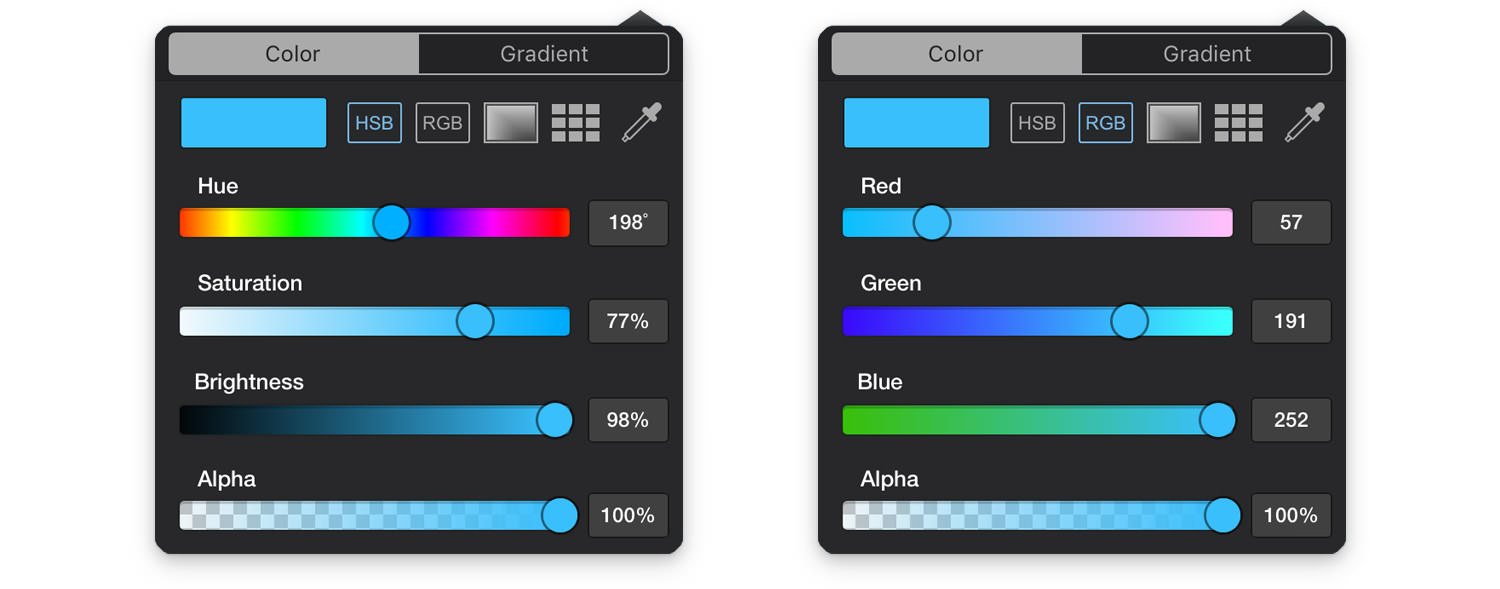 Color Gradient
HSB RGB
Hue
198°
Saturation
77%
Brightness
98%
Alpha
100%
Color Gradient
HSB RGB
Red
57
Green
191
Blue
252
Alpha
100%